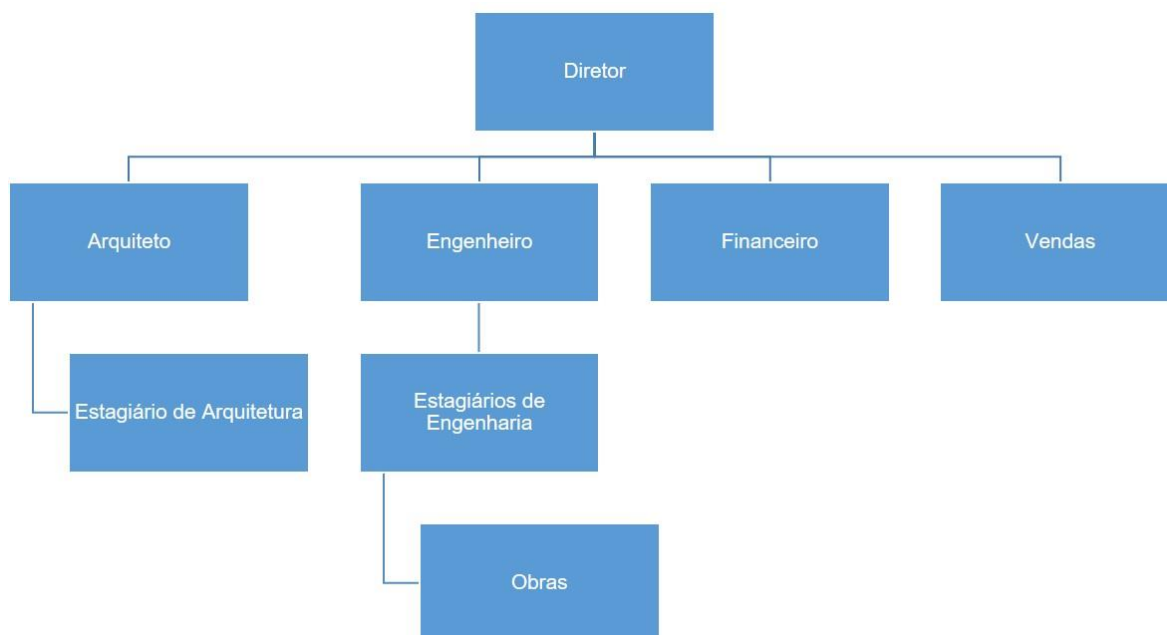 Diretor
Arquiteto
Engenheiro
Financeiro
Vendas
Estagiário de Arquitetura
Estagiários de
Engenharia
Obras